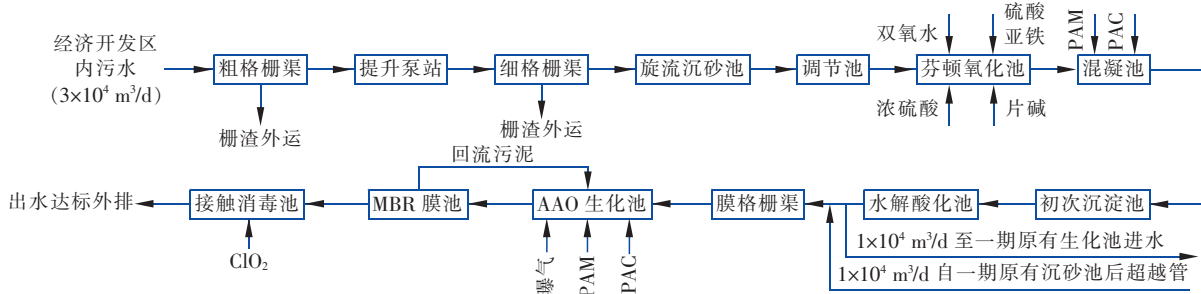 经济开发区
内污水
（3×10⁴ m³/d）
粗格栅渠
提升泵站
细格栅渠
旋流沉砂池
调节池
双氧水
硫酸
亚铁
芬顿氧化池
浓硫酸
片碱
PAM
PAC
混凝池
栅渣外运
栅渣外运
回流污泥
出水达标外排
接触消毒池
MBR 膜池
AAO 生化池
膜格栅渠
水解酸化池
初次沉淀池
ClO₂
曝气
PAM
PAC
1×10⁴ m³/d 至一期原有生化池进水
1×10⁴ m³/d 自一期原有沉砂池后超越管